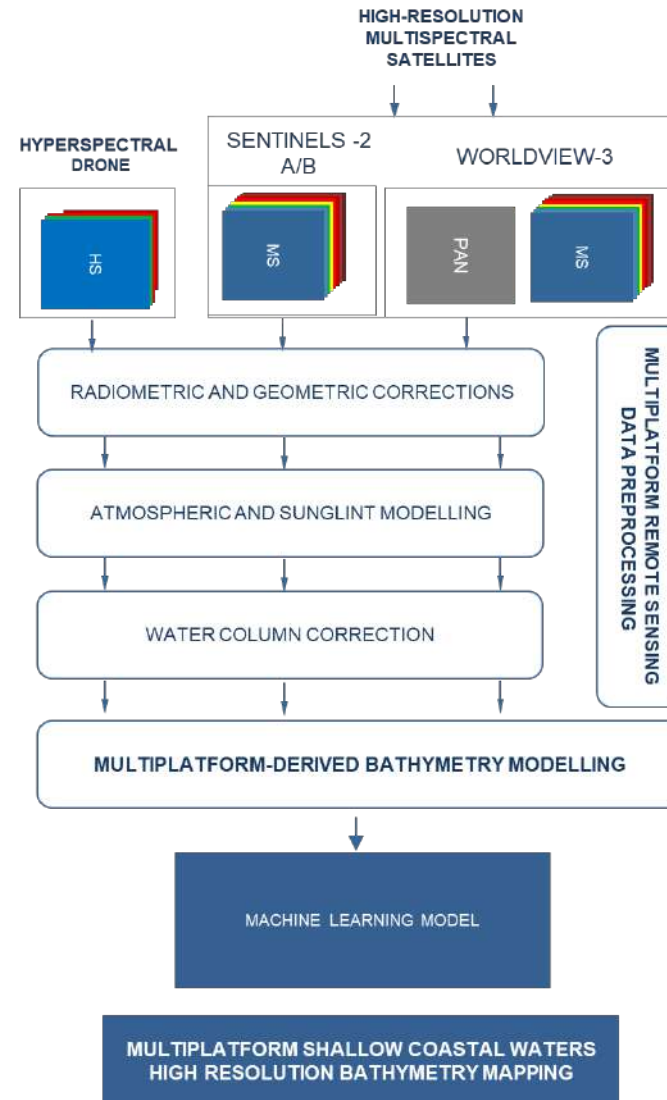 HIGH-RESOLUTION
MULTISPECTRAL
SATELLITES
HYPERSPECTRAL
DRONE
SENTINELS -2
A/B
WORLDVIEW-3
HS
MS
PAN
MS
RADIOMETRIC AND GEOMETRIC CORRECTIONS
ATMOSPHERIC AND SUNGLINT MODELLING
WATER COLUMN CORRECTION
MULTIPLATFORM REMOTE SENSING
DATA PREPROCESSING
MULTIPLATFORM-DERIVED BATHYMETRY MODELLING
MACHINE LEARNING MODEL
MULTIPLATFORM SHALLOW COASTAL WATERS
HIGH RESOLUTION BATHYMETRY MAPPING